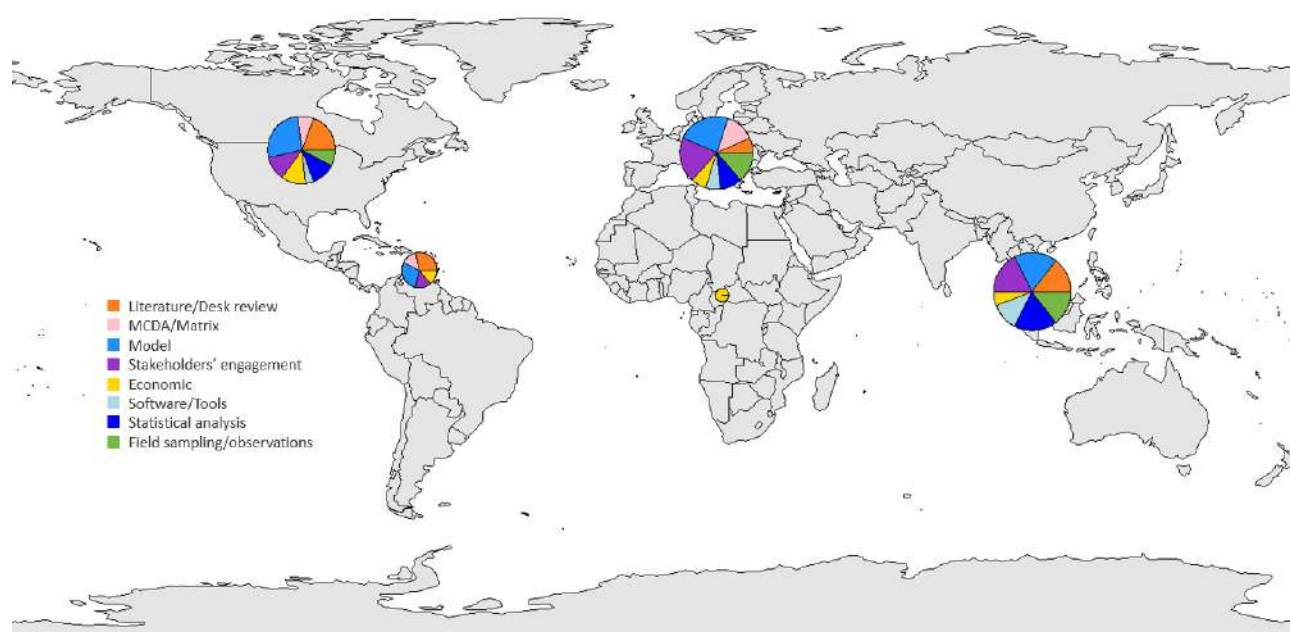 Literature/Desk review
MCDA/Matrix
Model
Stakeholders' engagement
Economic
Software/Tools
Statistical analysis
Field sampling/observations